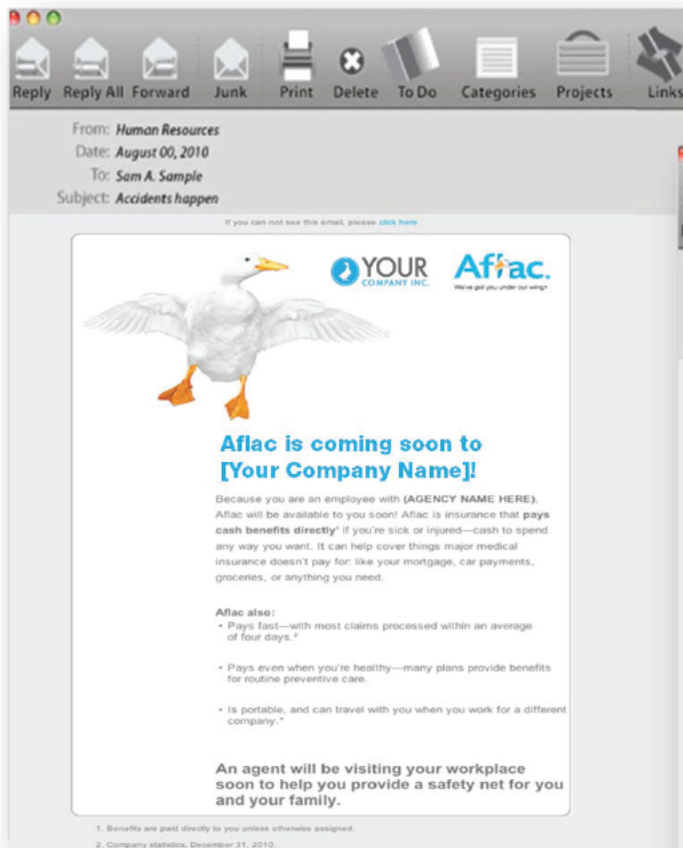 Reply Reply All Forward Junk Print Delete To Do Categories Projects Links
From: Human Resources
Date: August 00, 2010
To: Sam A. Sample
Subject: Accidents happen
If you can not see this email, please click here
YOUR
COMPANY INC.
Aflac.
We've got you under our wing.
Aflac is coming soon to
[Your Company Name]!
Because you are an employee with (AGENCY NAME HERE),
Aflac will be available to you soon! Aflac is insurance that pays
cash benefits directly¹ if you're sick or injured—cash to spend
any way you want. It can help cover things major medical
insurance doesn't pay for: like your mortgage, car payments,
groceries, or anything you need.
Aflac also:
• Pays fast—with most claims processed within an average
of four days.²
• Pays even when you're healthy—many plans provide benefits
for routine preventive care.
• Is portable, and can travel with you when you work for a different
company.*
An agent will be visiting your workplace
soon to help you provide a safety net for you
and your family.
1. Benefits are paid directly to you unless otherwise assigned.
2. Company statistics, December 31, 2010.